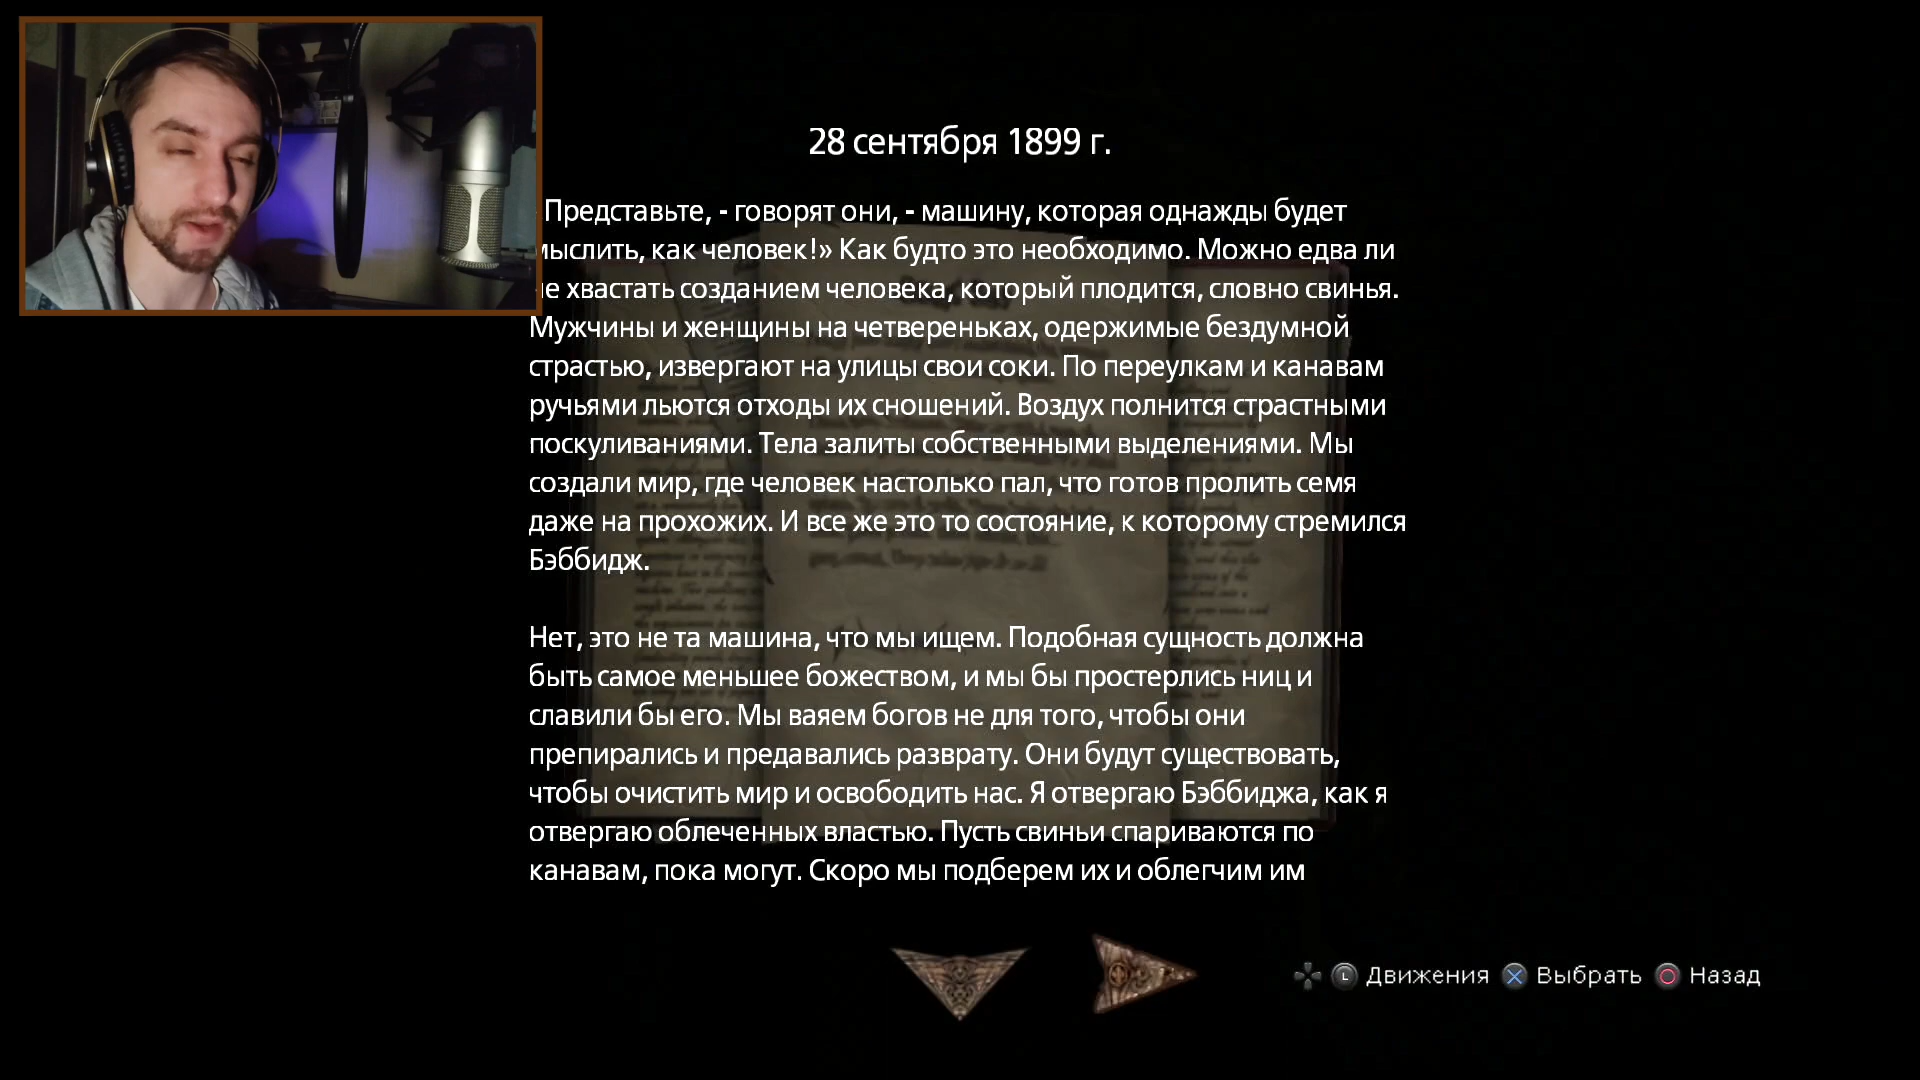 28 сентября 1899 г.
Представьте, - говорят они, - машину, которая однажды будет
мыслить, как человек!» Как будто это необходимо. Можно едва ли
не хвастать созданием человека, который плодится, словно свинья.
Мужчины и женщины на четвереньках, одержимые бездумной
страстью, извергают на улицы свои соки. По переулкам и канавам
ручьями льются отходы их сношений. Воздух полнится страстными
поскуливаниями. Тела залиты собственными выделениями. Мы
создали мир, где человек настолько пал, что готов пролить семя
даже на прохожих. И все же это то состояние, к которому стремился
Бэббидж.
Нет, это не та машина, что мы ищем. Подобная сущность должна
быть самое меньшее божеством, и мы бы простерлись ниц и
славили бы его. Мы ваяем богов не для того, чтобы они
препирались и предавались разврату. Они будут существовать,
чтобы очистить мир и освободить нас. Я отвергаю Бэббиджа, как я
отвергаю облеченных властью. Пусть свиньи спариваются по
канавам, пока могут. Скоро мы подберем их и облегчим им
L Движения Выбрать Назад